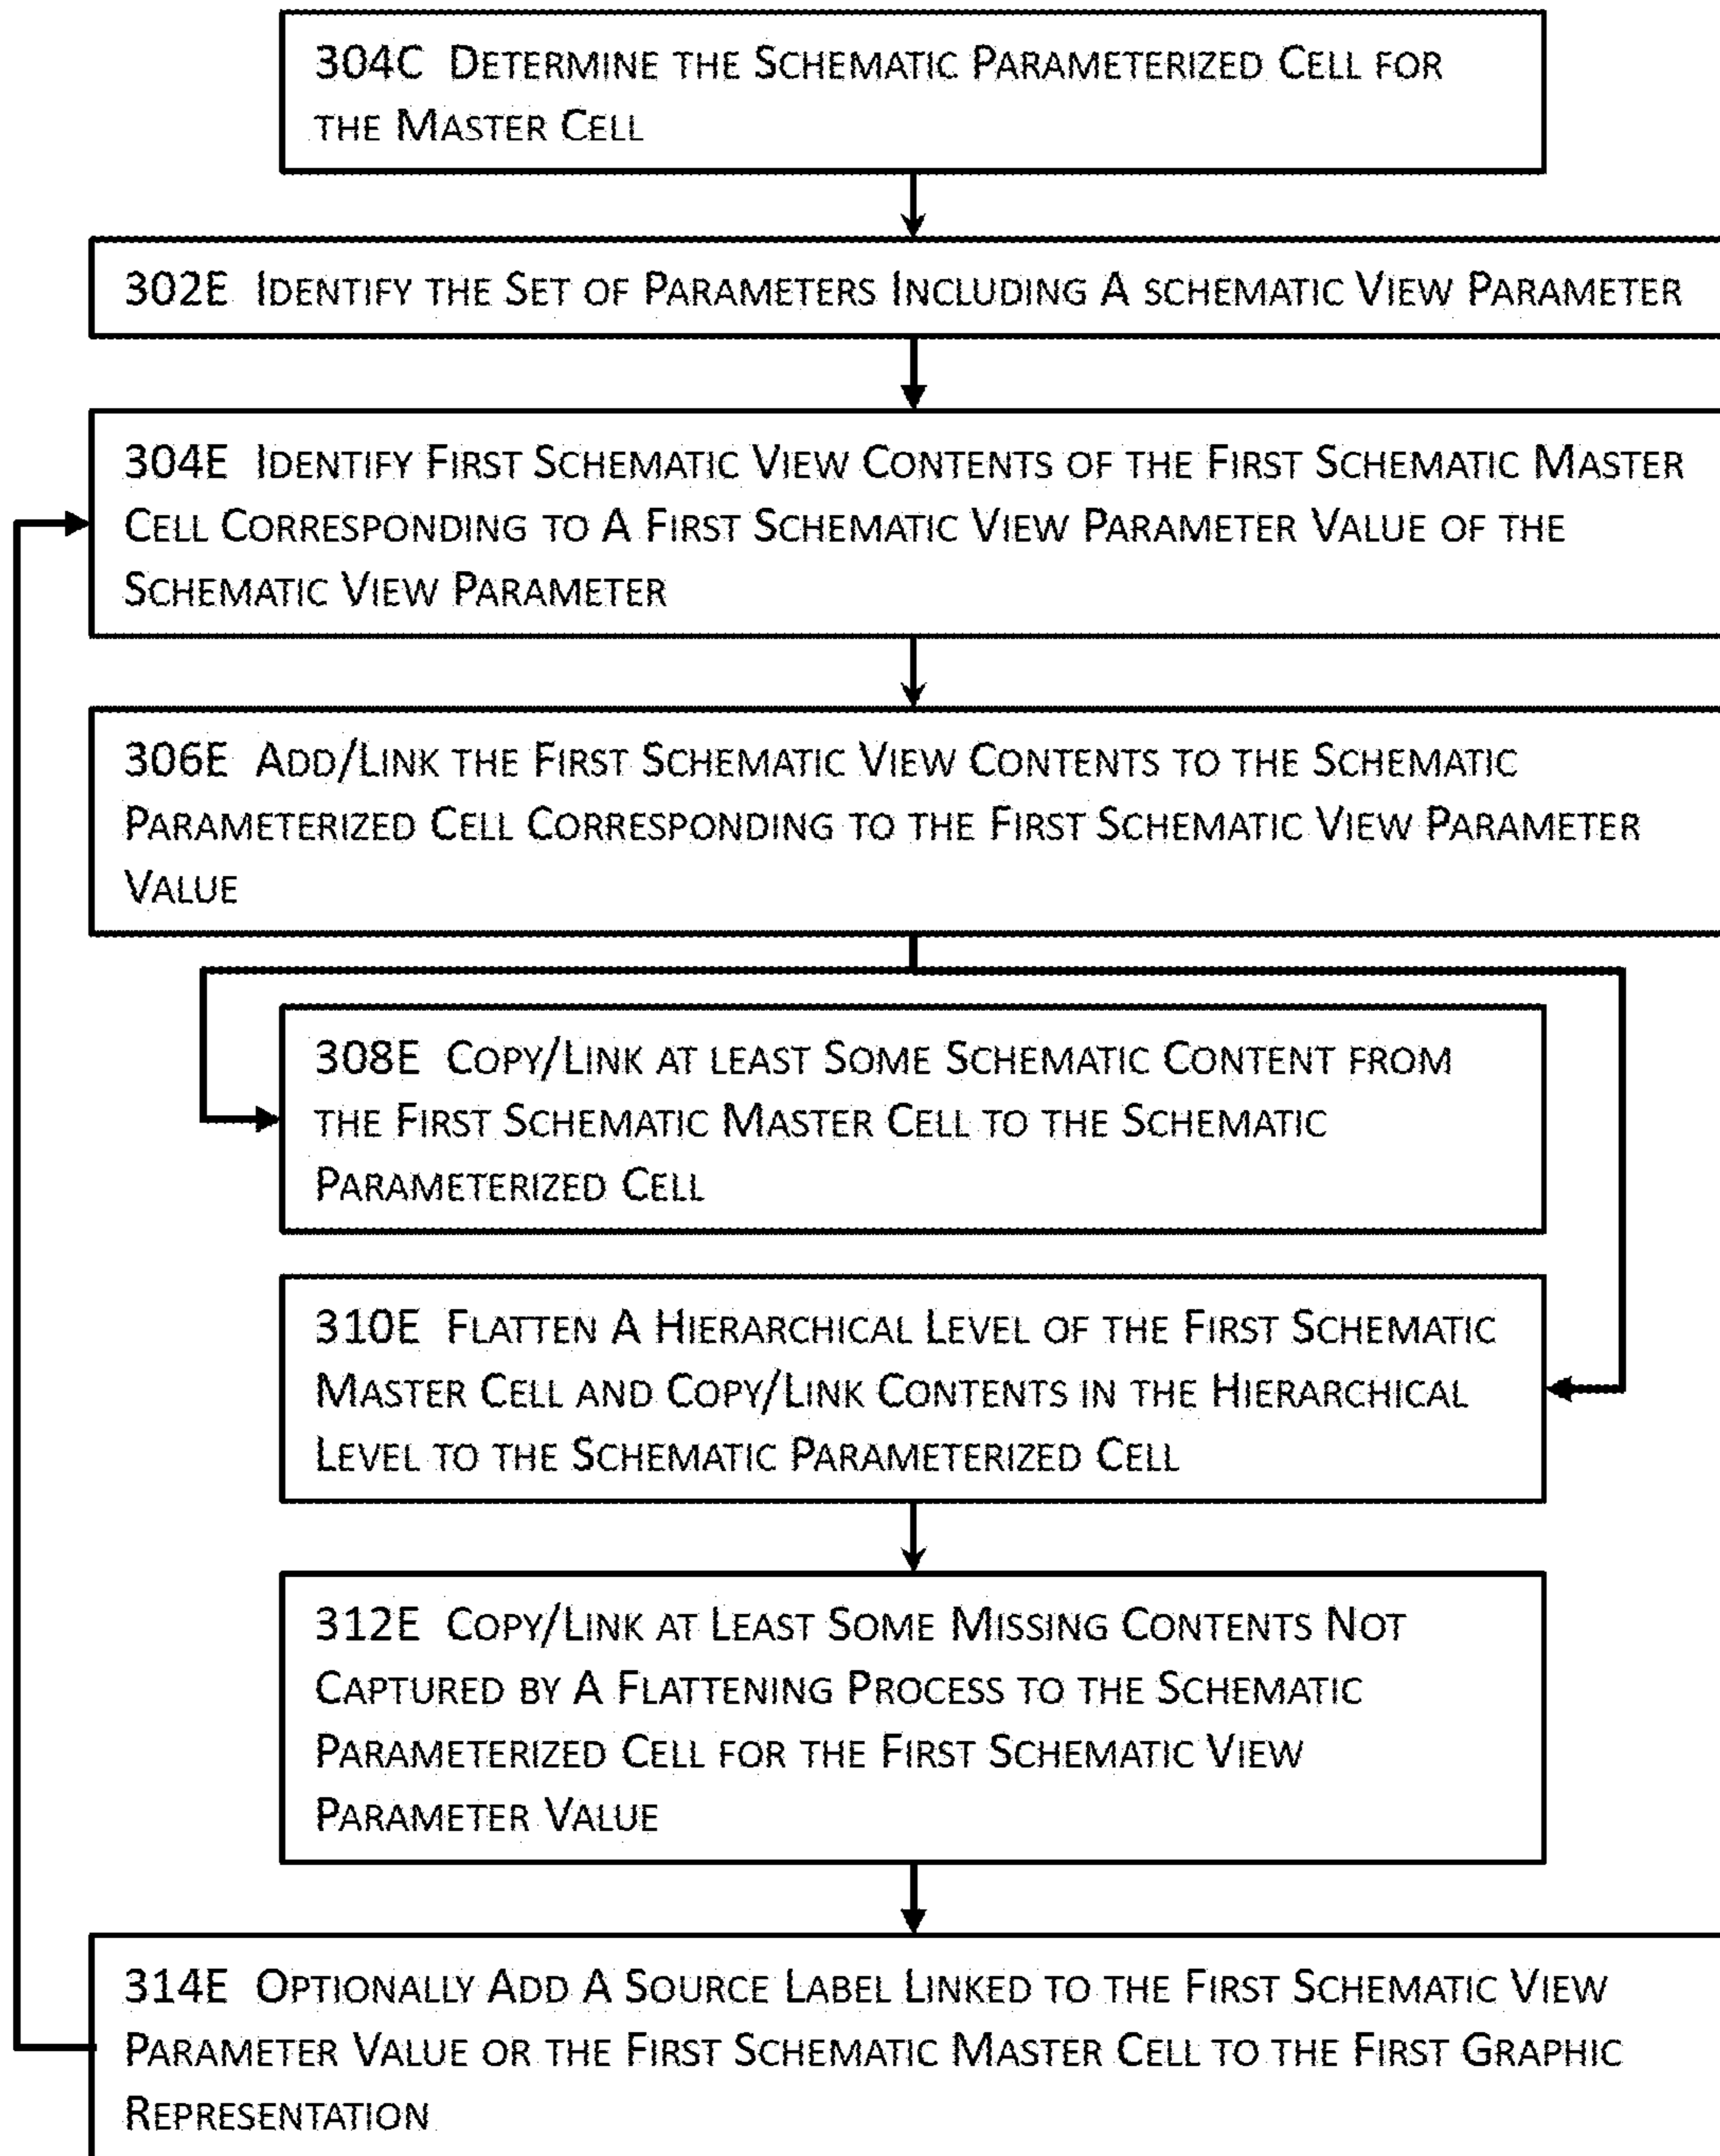 304C Determine the Schematic Parameterized Cell for
the Master Cell
302E Identify the Set of Parameters Including A schematic View Parameter
304E Identify First Schematic View Contents of the First Schematic Master
Cell Corresponding to A First Schematic View Parameter Value of the
Schematic View Parameter
306E Add/Link the First Schematic View Contents to the Schematic
Parameterized Cell Corresponding to the First Schematic View Parameter
Value
308E Copy/Link at least Some Schematic Content from
the First Schematic Master Cell to the Schematic
Parameterized Cell
310E Flatten A Hierarchical Level of the First Schematic
Master Cell and Copy/Link Contents in the Hierarchical
Level to the Schematic Parameterized Cell
312E Copy/Link at Least Some Missing Contents Not
Captured by A Flattening Process to the Schematic
Parameterized Cell for the First Schematic View
Parameter Value
314E Optionally Add A Source Label Linked to the First Schematic View
Parameter Value or the First Schematic Master Cell to the First Graphic
Representation